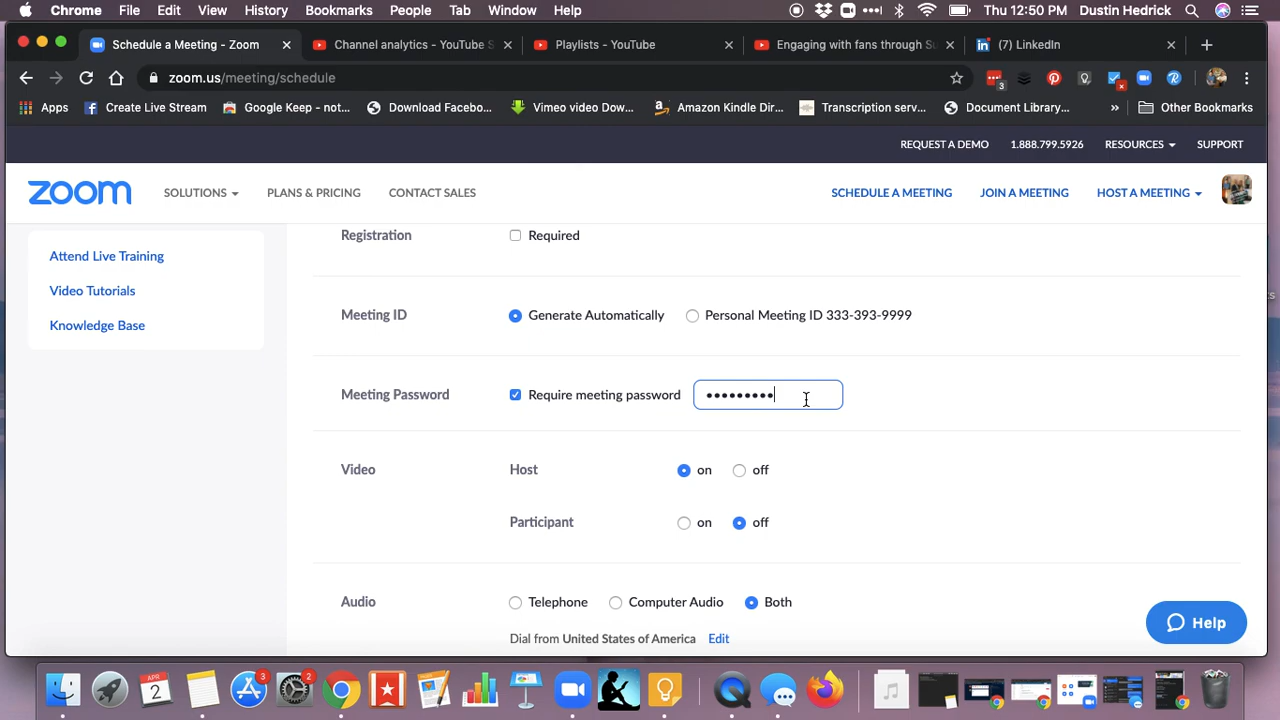 Chrome File Edit View History Bookmarks People Tab Window Help Thu 12:50 PM Dustin Hedrick
Schedule a Meeting - Zoom
Channel analytics - YouTube S
Playlists - YouTube
Engaging with fans through Su
(7) LinkedIn
zoom.us/meeting/schedule
3
Apps Create Live Stream Google Keep - not... Download Facebo... Vimeo video Dow... Amazon Kindle Dir... Transcription serv... Document Library... » Other Bookmarks
REQUEST A DEMO 1.888.799.5926 RESOURCES SUPPORT
zoom SOLUTIONS PLANS & PRICING CONTACT SALES SCHEDULE A MEETING JOIN A MEETING HOST A MEETING
Registration Required
Attend Live Training
Video Tutorials
Knowledge Base
Meeting ID Generate Automatically Personal Meeting ID 333-393-9999
Meeting Password Require meeting password •••••••••
Video Host on off
Participant on off
Audio Telephone Computer Audio Both
Dial from United States of America Edit
Help
APR
2
3
2